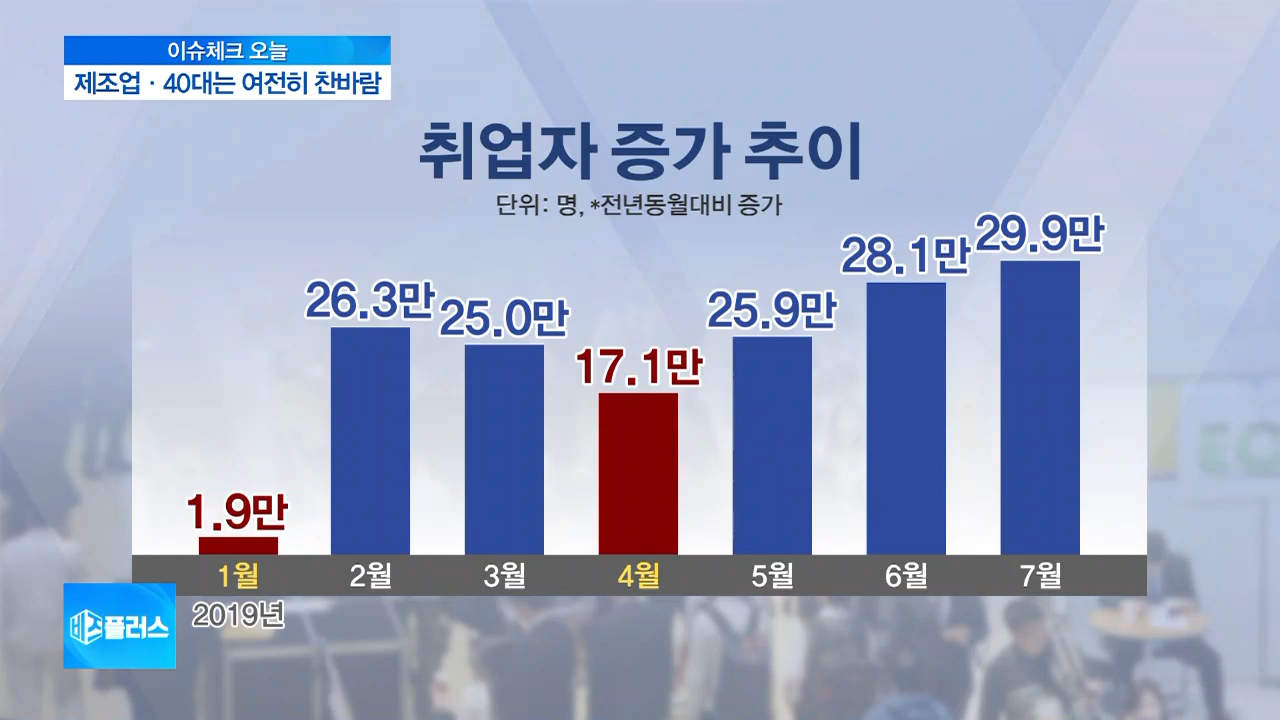 이슈체크 오늘
제조업 · 40대는 여전히 찬바람
취업자 증가 추이
단위: 명, *전년동월대비 증가
1.9만
26.3만
25.0만
17.1만
25.9만
28.1만
29.9만
1월 2월 3월 4월 5월 6월 7월
2019년
플러스